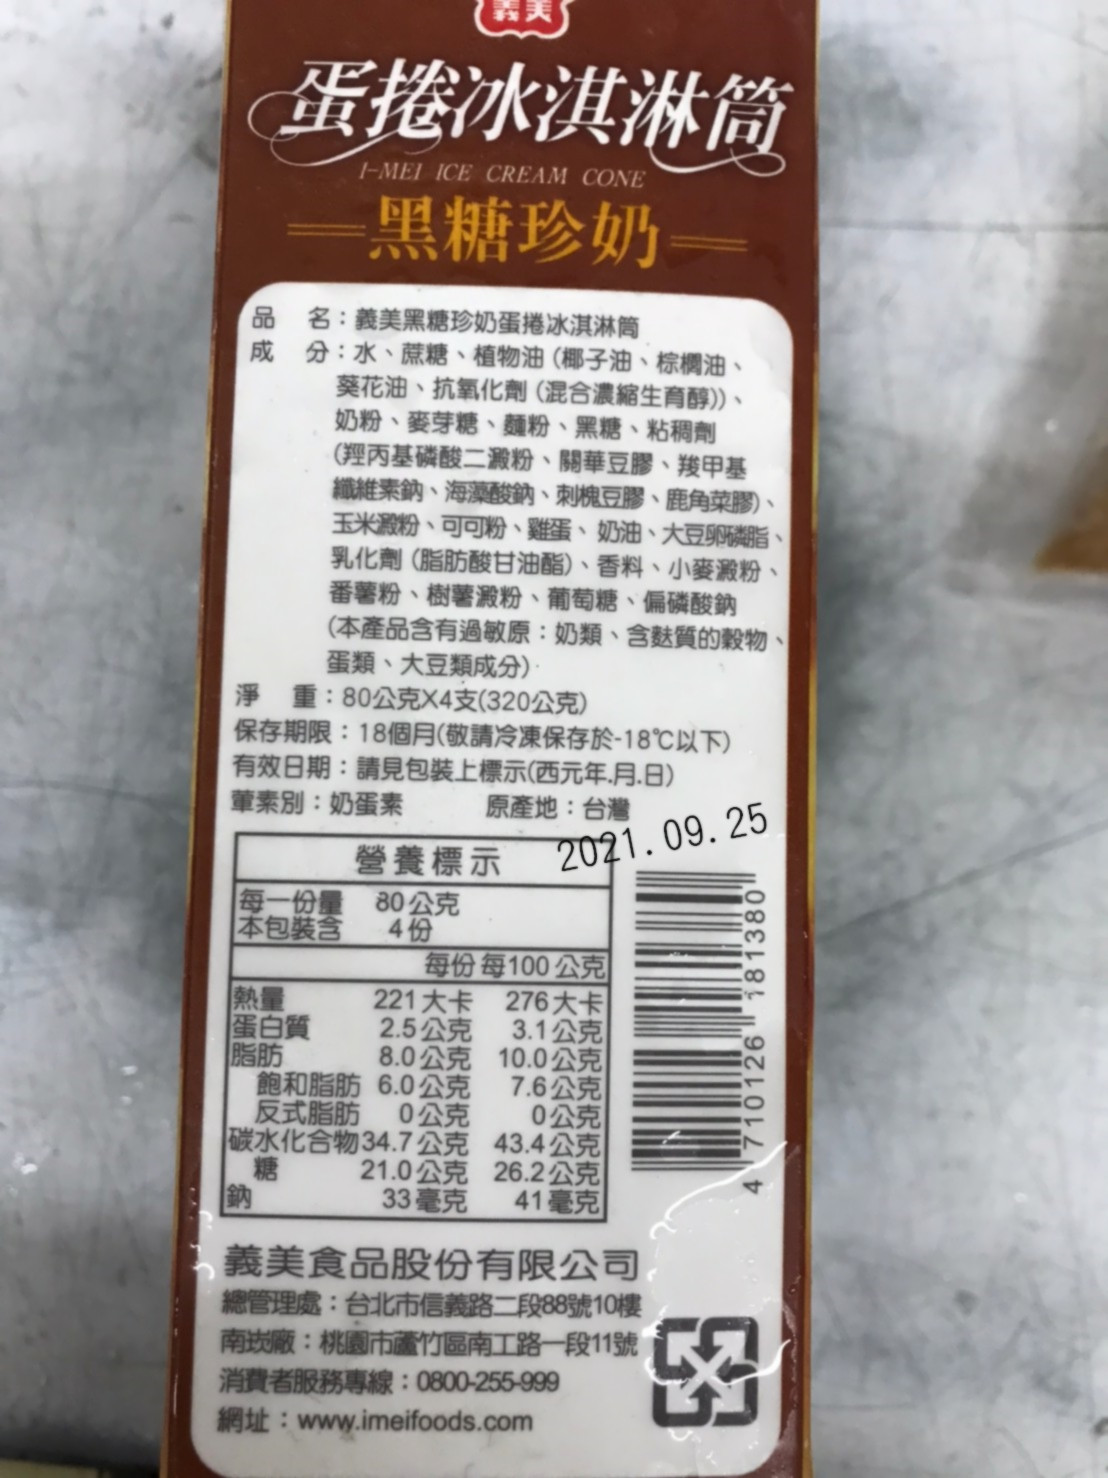 義美
蛋捲冰淇淋筒
I-MEI ICE CREAM CONE
黑糖珍奶
品 名：義美黑糖珍奶蛋捲冰淇淋筒
成 分：水、蔗糖、植物油 (椰子油、棕櫚油、
葵花油、抗氧化劑 (混合濃縮生育醇))、
奶粉、麥芽糖、麵粉、黑糖、粘稠劑
(羥丙基磷酸二澱粉、關華豆膠、羧甲基
纖維素鈉、海藻酸鈉、刺槐豆膠、鹿角菜膠)、
玉米澱粉、可可粉、雞蛋、奶油、大豆卵磷脂、
乳化劑 (脂肪酸甘油酯)、香料、小麥澱粉、
番薯粉、樹薯澱粉、葡萄糖、偏磷酸鈉
(本產品含有過敏原：奶類、含麩質的穀物、
蛋類、大豆類成分)
淨 重：80公克X4支(320公克)
保存期限：18個月(敬請冷凍保存於-18℃以下)
有效日期：請見包裝上標示(西元年.月.日)
葷素別：奶蛋素 原產地：台灣
2021.09.25
營養標示
每一份量 80公克
本包裝含 4份
每份 每100公克
熱量 221大卡 276大卡
蛋白質 2.5公克 3.1公克
脂肪 8.0公克 10.0公克
飽和脂肪 6.0公克 7.6公克
反式脂肪 0公克 0公克
碳水化合物 34.7公克 43.4公克
糖 21.0公克 26.2公克
鈉 33毫克 41毫克
4 710126 181380
義美食品股份有限公司
總管理處：台北市信義路二段88號10樓
南崁廠：桃園市蘆竹區南工路一段11號
消費者服務專線：0800-255-999
網址：www.imeifoods.com